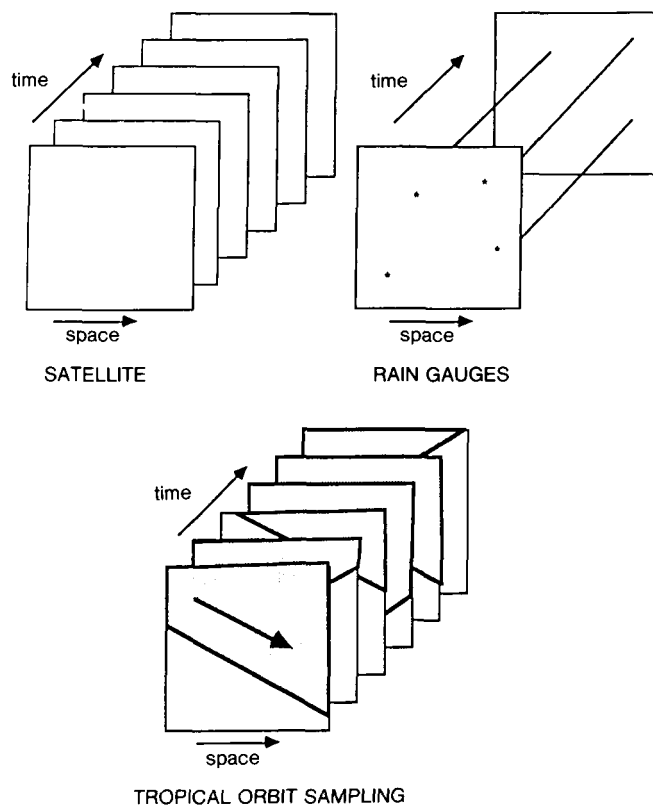 time
space
SATELLITE
time
space
RAIN GAUGES
time
space
TROPICAL ORBIT SAMPLING